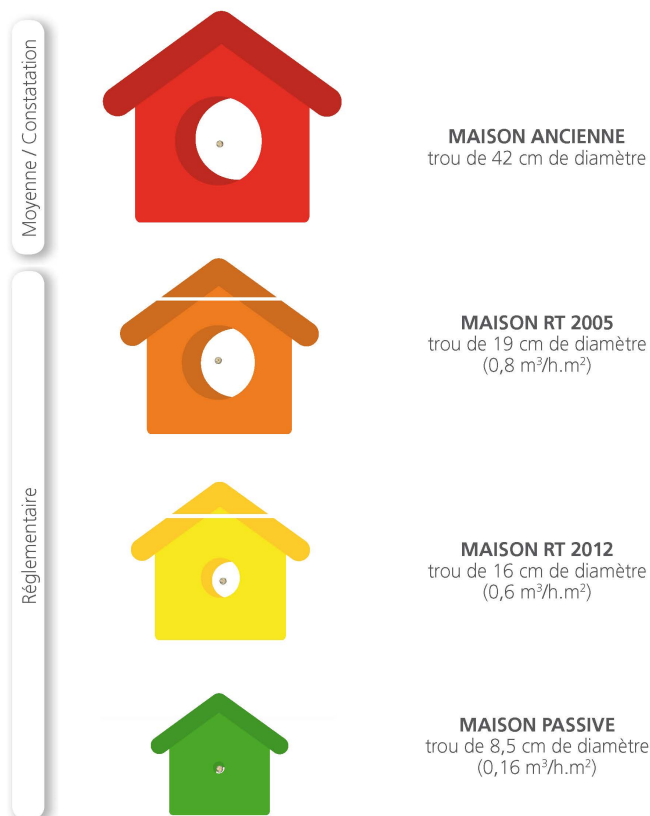 Moyenne / Constatation
MAISON ANCIENNE
trou de 42 cm de diamètre
Réglementaire
MAISON RT 2005
trou de 19 cm de diamètre
(0,8 m³/h.m²)
MAISON RT 2012
trou de 16 cm de diamètre
(0,6 m³/h.m²)
MAISON PASSIVE
trou de 8,5 cm de diamètre
(0,16 m³/h.m²)